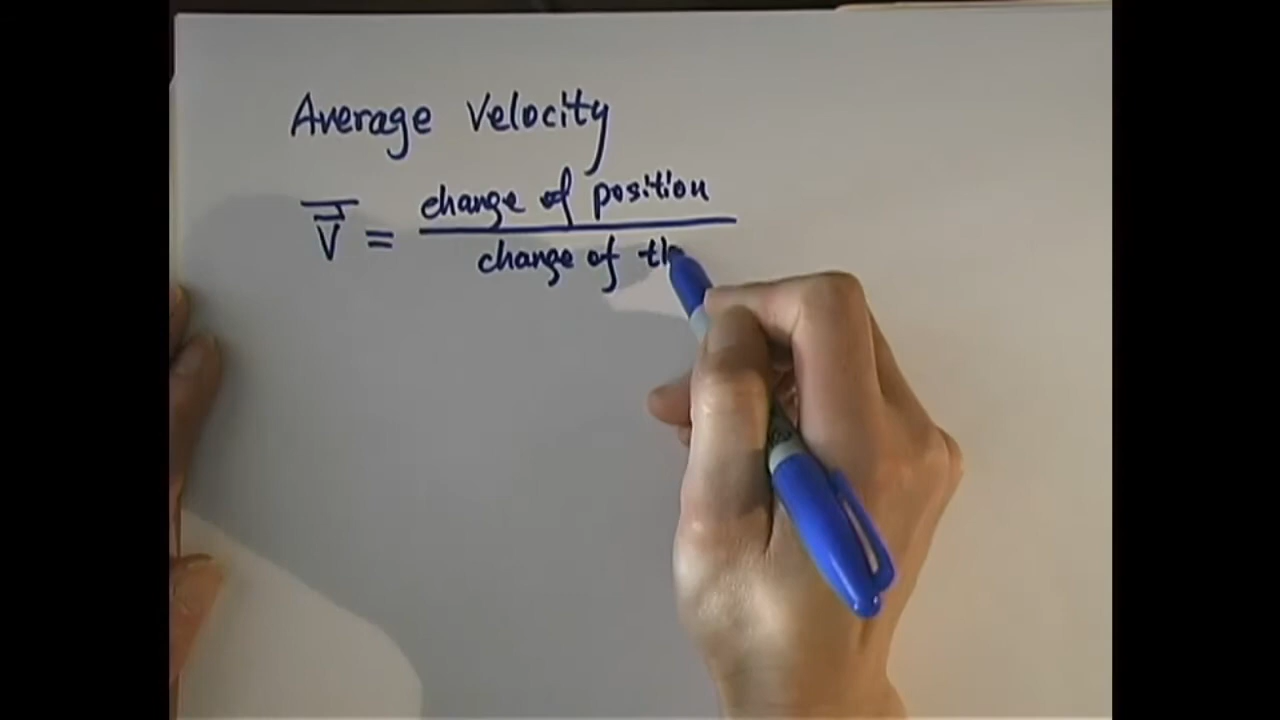 Average Velocity
V = change of position
change of